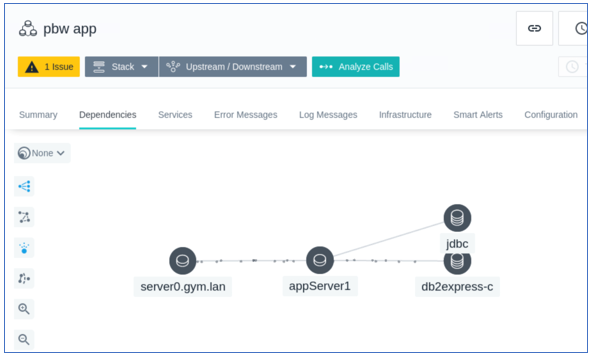 pbw app
1 Issue
Stack
Upstream / Downstream
Analyze Calls
Summary
Dependencies
Services
Error Messages
Log Messages
Infrastructure
Smart Alerts
Configuration
None
jdbc
server0.gym.lan
appServer1
db2express-c